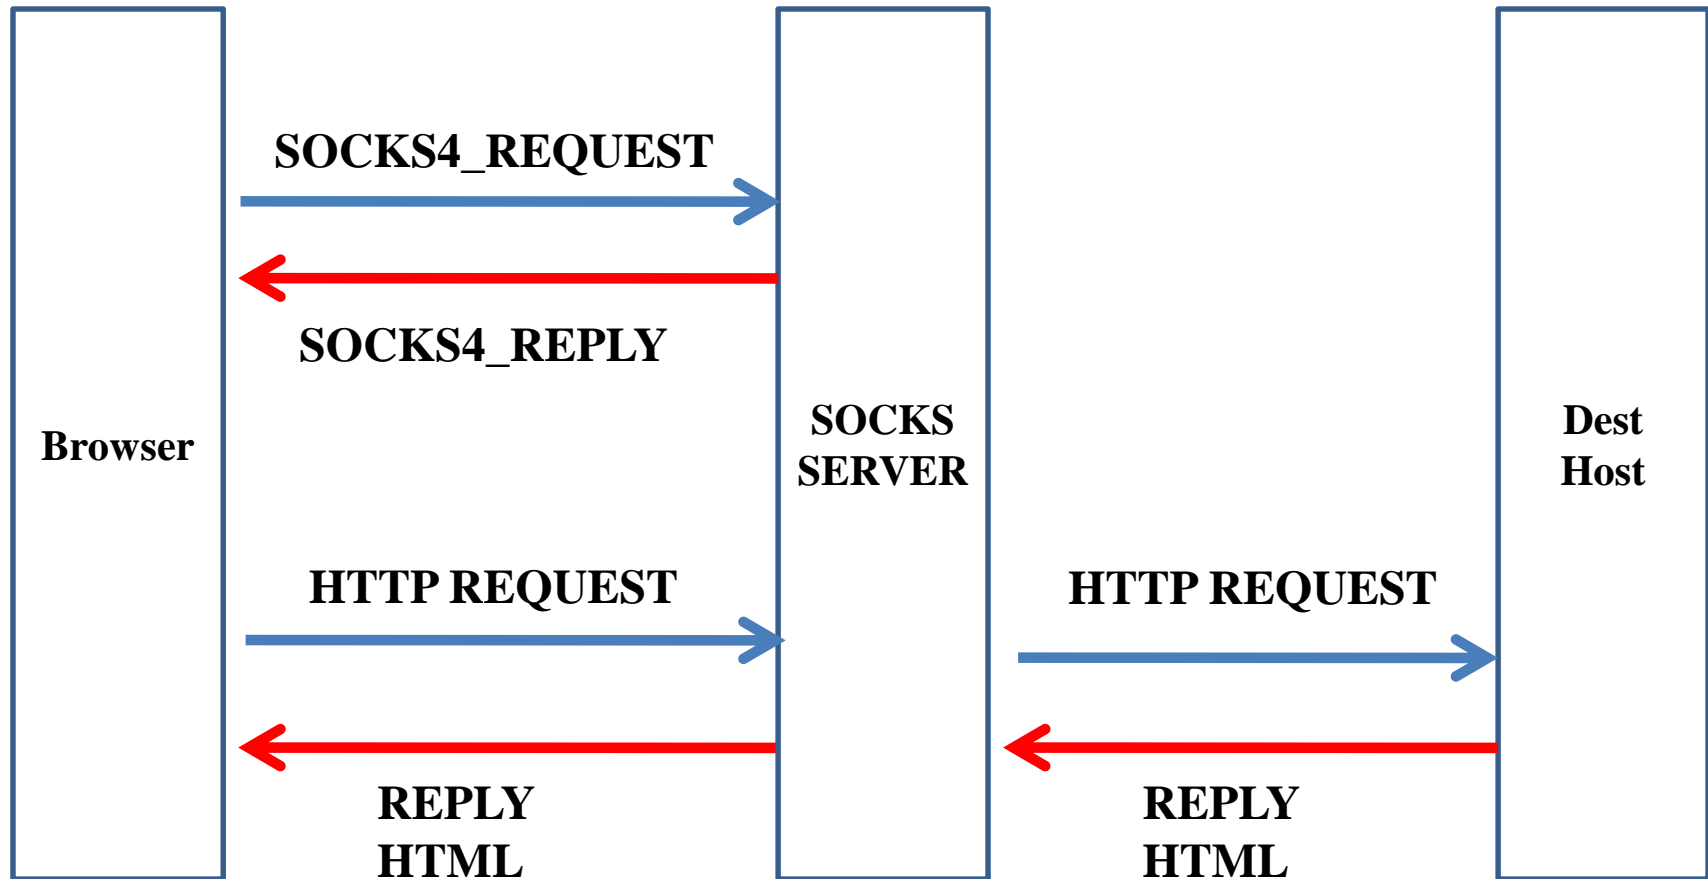 SOCKS4_REQUEST
SOCKS4_REPLY
Browser
SOCKS
SERVER
Dest
Host
HTTP REQUEST
HTTP REQUEST
REPLY
HTML
REPLY
HTML